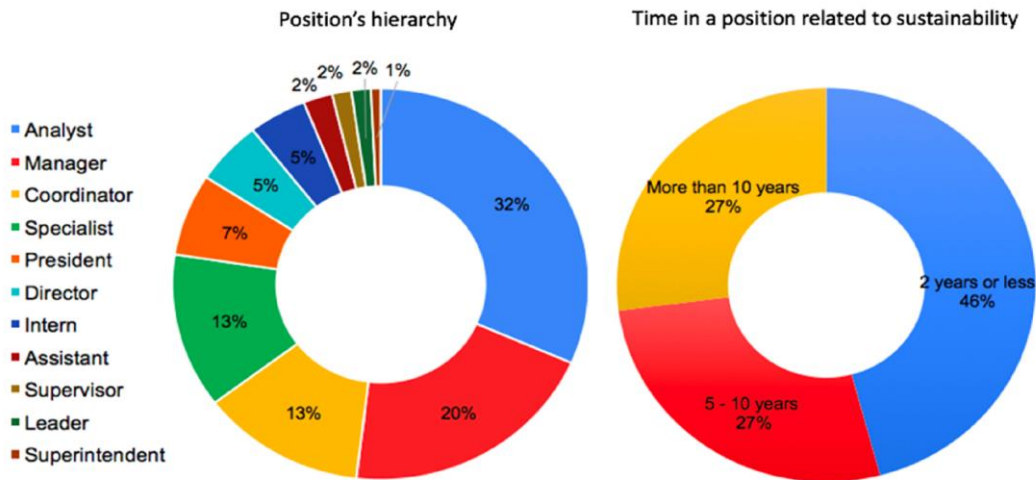 Position's hierarchy
Time in a position related to sustainability
Analyst
Manager
Coordinator
Specialist
President
Director
Intern
Assistant
Supervisor
Leader
Superintendent
32%
20%
13%
13%
7%
5%
5%
2%
2%
2%
1%
2 years or less
46%
5 - 10 years
27%
More than 10 years
27%